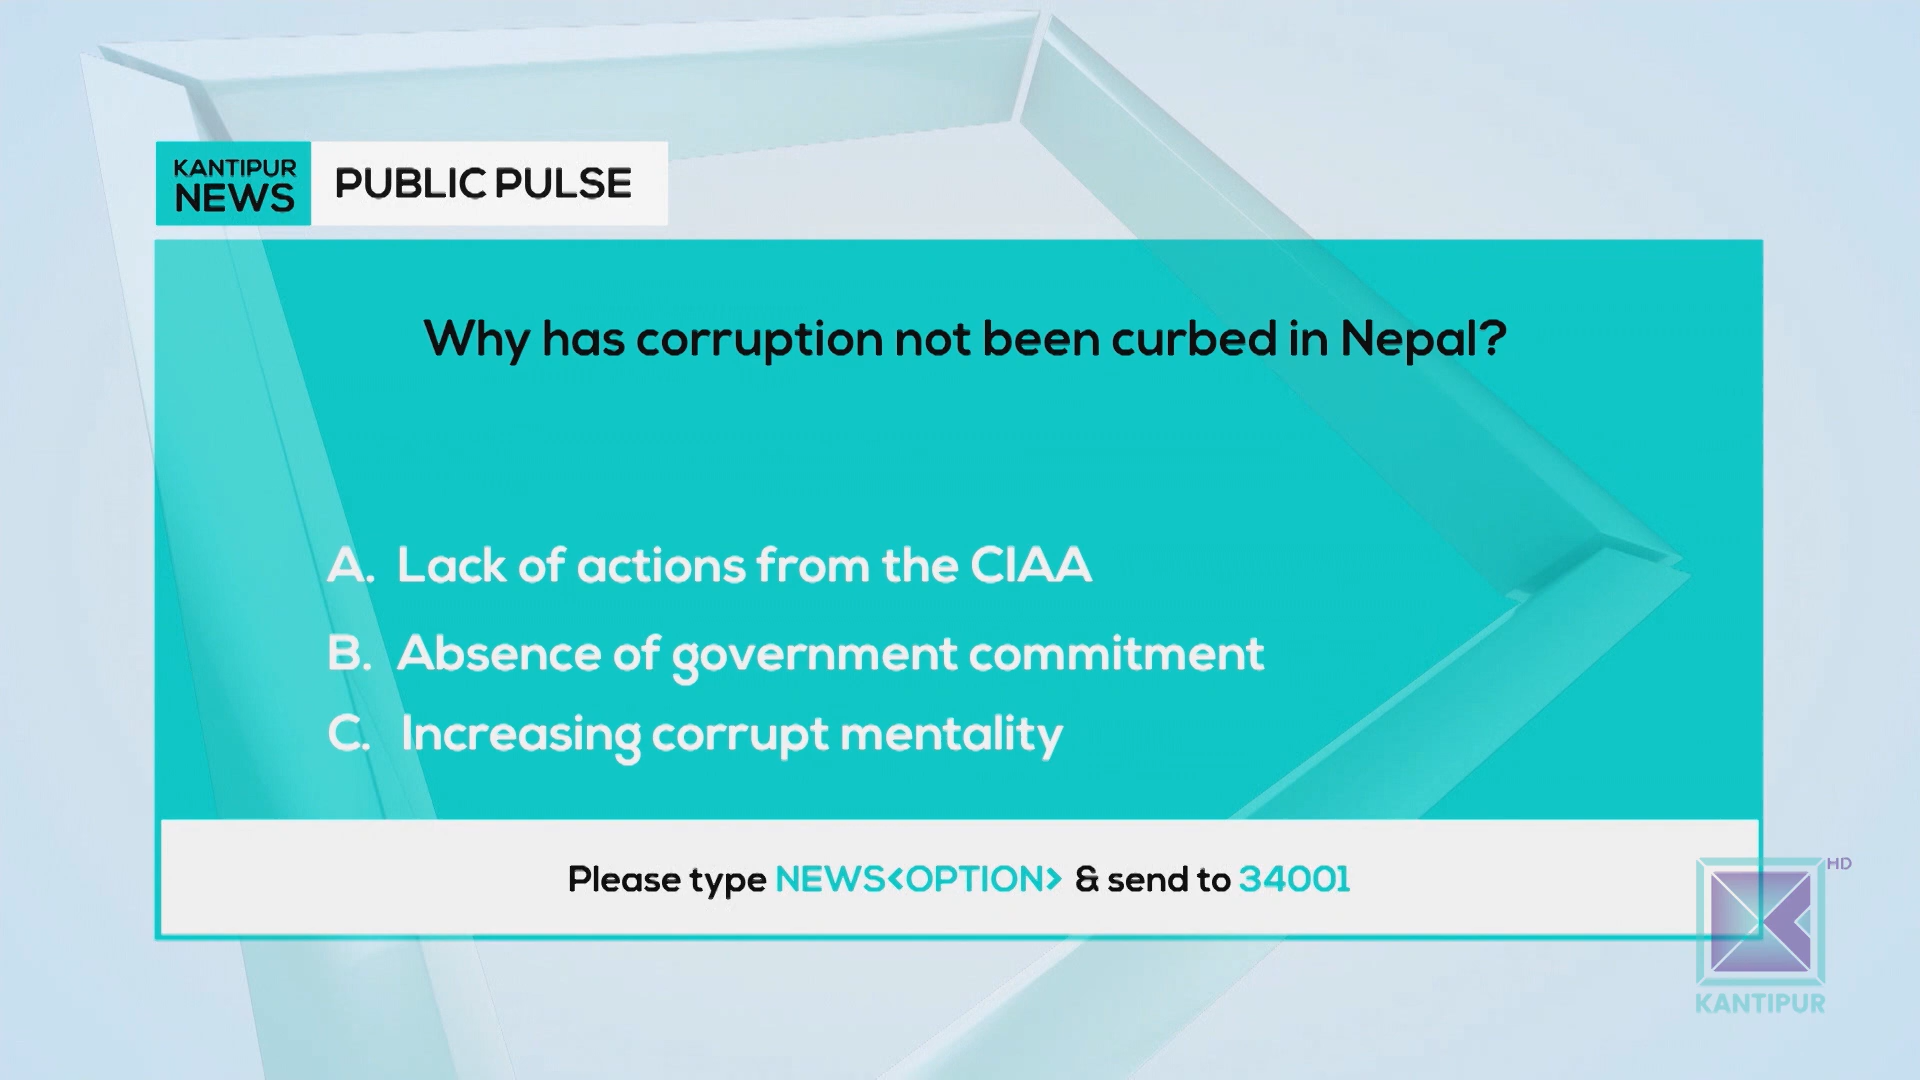 KANTIPUR
NEWS
PUBLIC PULSE
Why has corruption not been curbed in Nepal?
A. Lack of actions from the CIAA
B. Absence of government commitment
C. Increasing corrupt mentality
Please type NEWS<OPTION> & send to 34001
HD
KANTIPUR